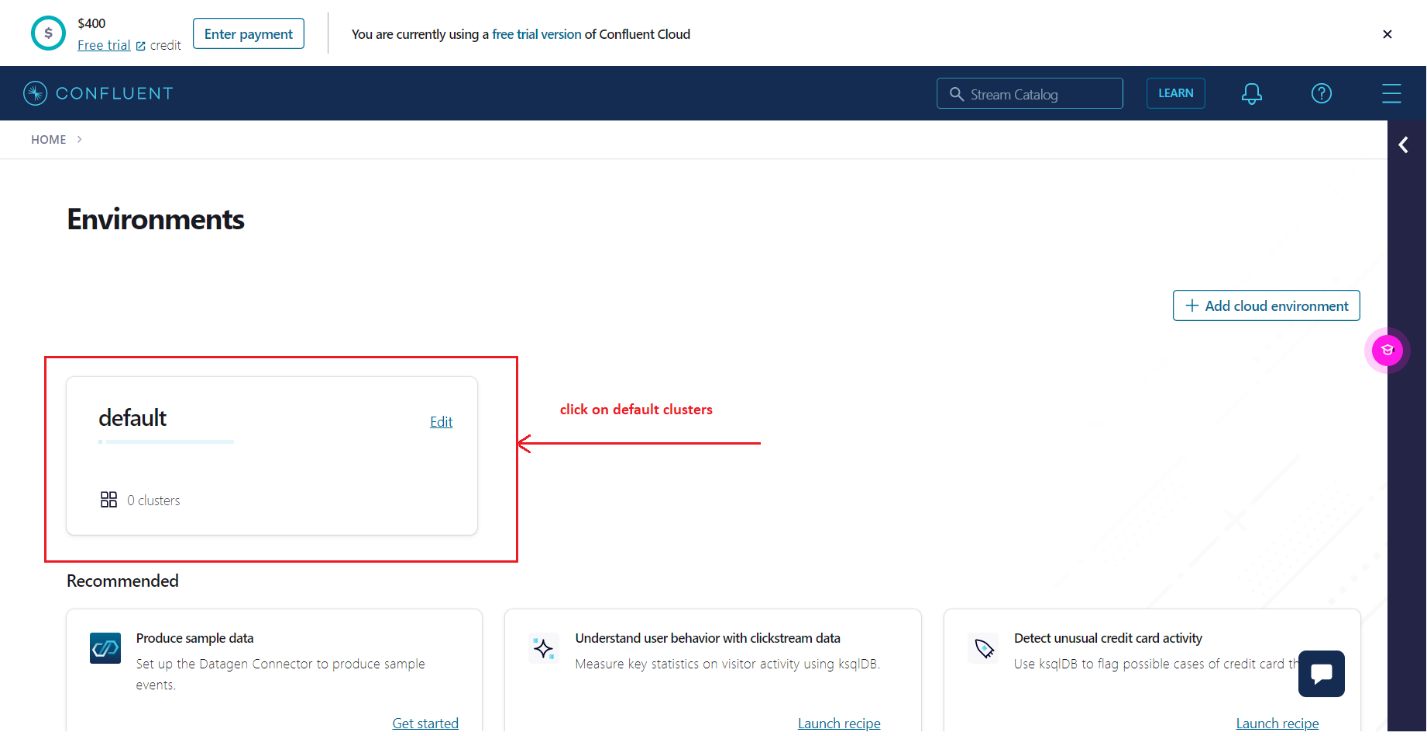 $
$400
Free trial credit
Enter payment
You are currently using a free trial version of Confluent Cloud
CONFLUENT
Stream Catalog
LEARN
?
HOME
Environments
+ Add cloud environment
default
Edit
click on default clusters
0 clusters
Recommended
Produce sample data
Set up the Datagen Connector to produce sample
events.
Get started
Understand user behavior with clickstream data
Measure key statistics on visitor activity using ksqlDB.
Launch recipe
Detect unusual credit card activity
Use ksqlDB to flag possible cases of credit card th
Launch recipe